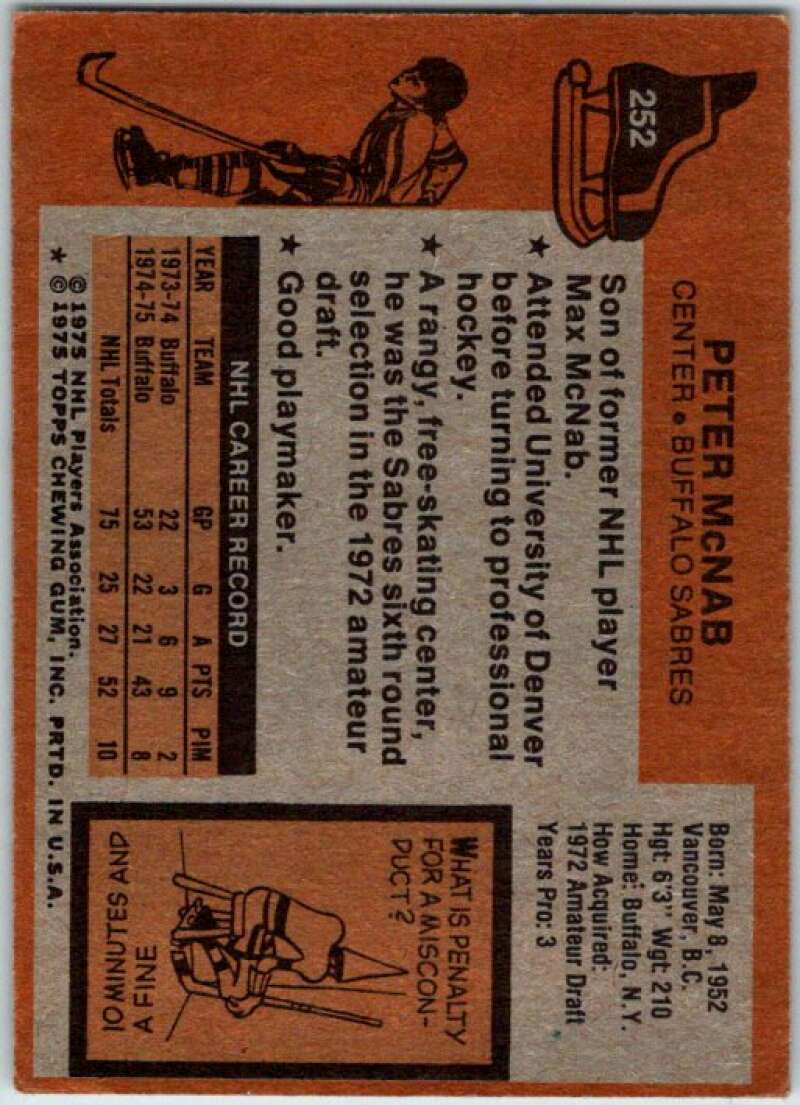 252
PETER McNAB
CENTER • BUFFALO SABRES
Born: May 8, 1952
Vancouver, B.C.
Hgt: 6'3" Wgt: 210
Home: Buffalo, N.Y.
How Acquired:
1972 Amateur Draft
Years Pro: 3
Son of former NHL player
Max McNab.
★ Attended University of Denver
before turning to professional
hockey.
★ A rangy, free-skating center,
he was the Sabres sixth round
selection in the 1972 amateur
draft.
★ Good playmaker.
NHL CAREER RECORD
YEAR TEAM GP G A PTS PIM
1973-74 Buffalo 22 3 6 9 2
1974-75 Buffalo 53 22 21 43 8
NHL Totals 75 25 27 52 10
© 1975 NHL Players Association.
★ © 1975 TOPPS CHEWING GUM, INC. PRTD. IN U.S.A.
WHAT IS PENALTY
FOR A MISCON-
DUCT?
A FINE
10 MINUTES AND